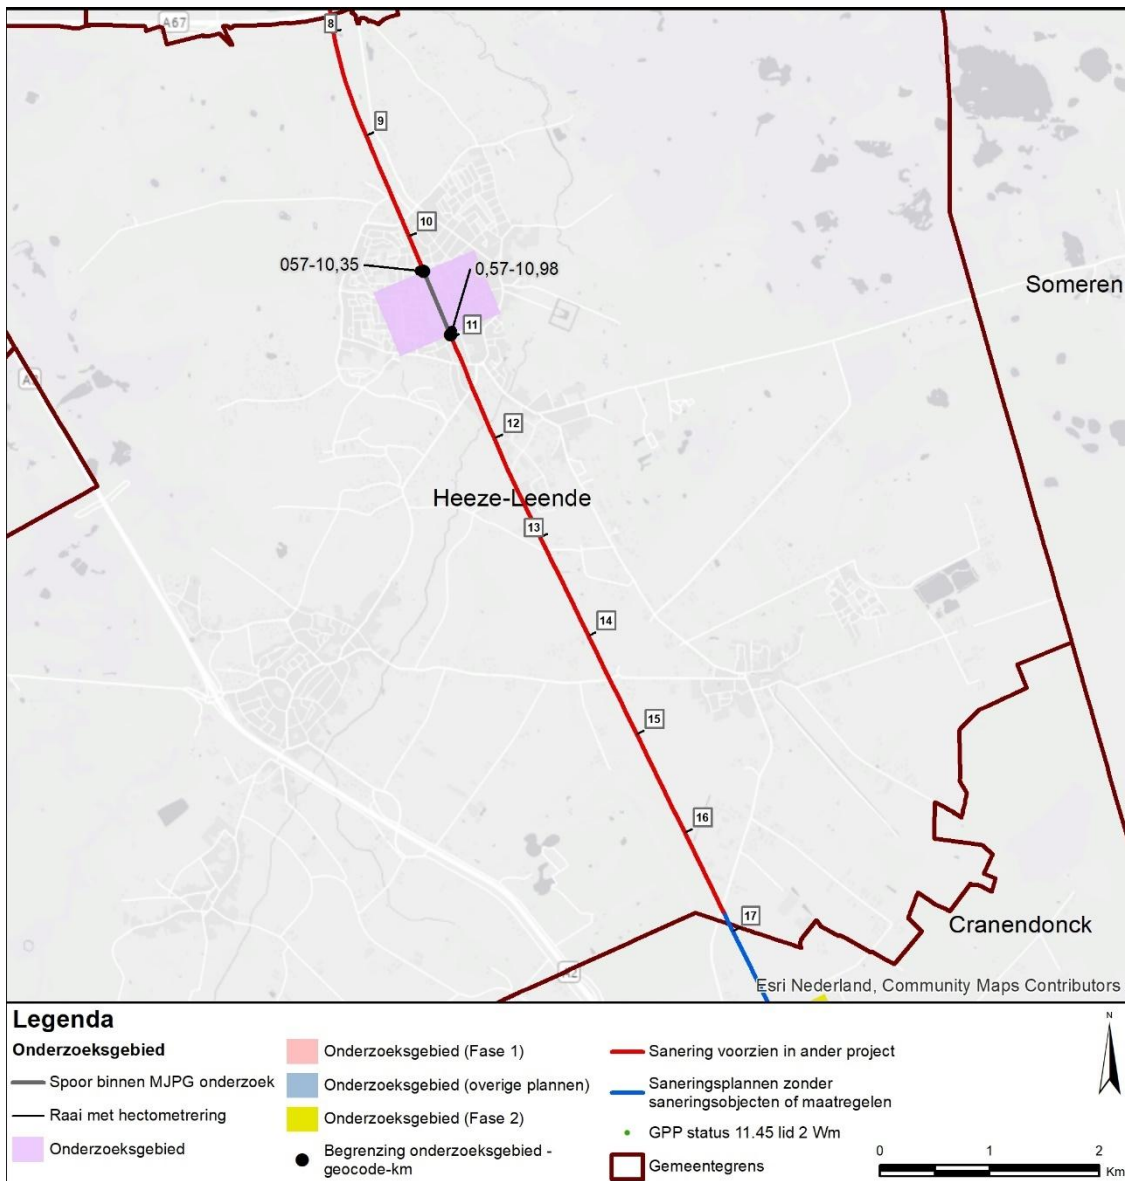 A67
8
9
10
057-10,35
0,57-10,98
11
Someren
12
Heeze-Leende
13
14
15
16
17
Cranendonck
A2
Esri Nederland, Community Maps Contributors
Legenda
Onderzoeksgebied
Spoor binnen MJPG onderzoek
Raai met hectometrering
Onderzoeksgebied
Onderzoeksgebied (Fase 1)
Onderzoeksgebied (overige plannen)
Onderzoeksgebied (Fase 2)
Begrenzing onderzoeksgebied -
geocode-km
Sanering voorzien in ander project
Saneringsplannen zonder
saneringsobjecten of maatregelen
GPP status 11.45 lid 2 Wm
Gemeentegrens
N
0 1 2
Km